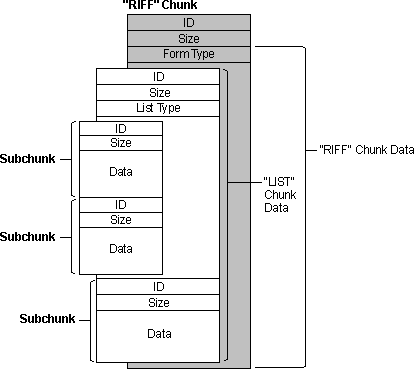 "RIFF" Chunk
ID
Size
Form Type
ID
Size
List Type
ID
Size
Data
Subchunk
ID
Size
Data
Subchunk
ID
Size
Data
Subchunk
"LIST"
Chunk
Data
"RIFF" Chunk Data